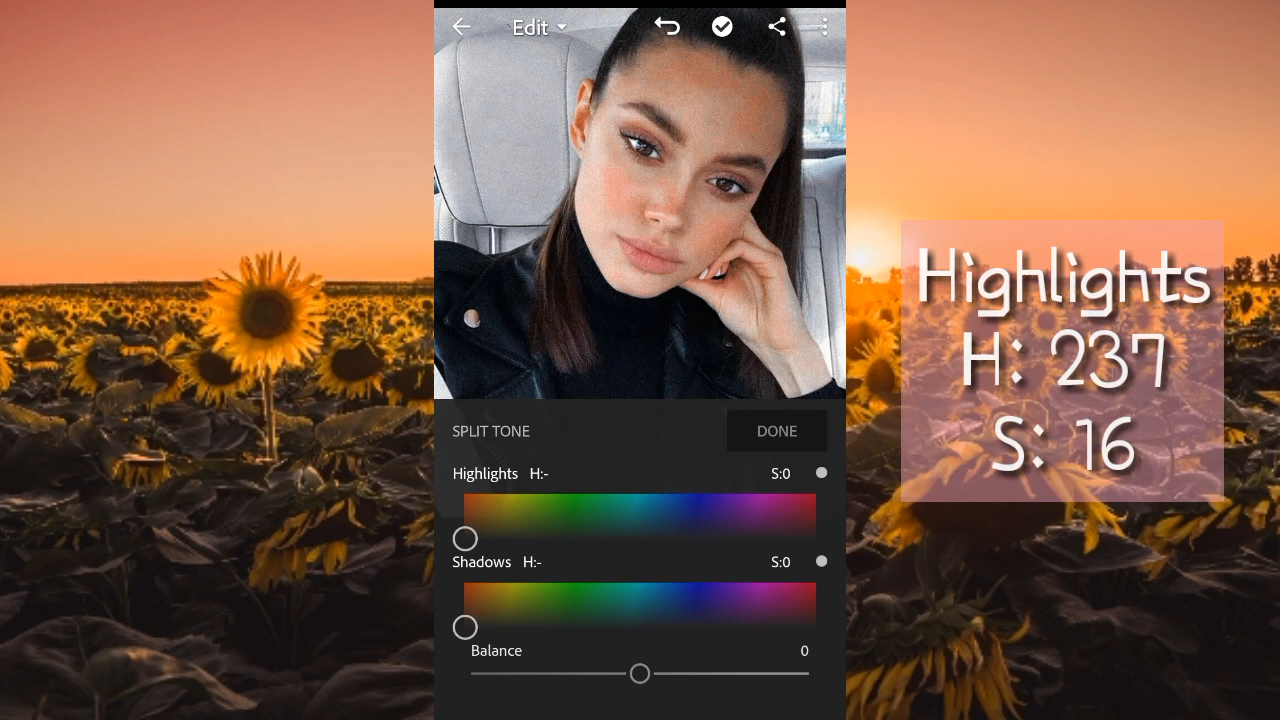 Edit
SPLIT TONE
DONE
Highlights H:- S:0
Shadows H:- S:0
Balance 0
Highlights
H: 237
S: 16